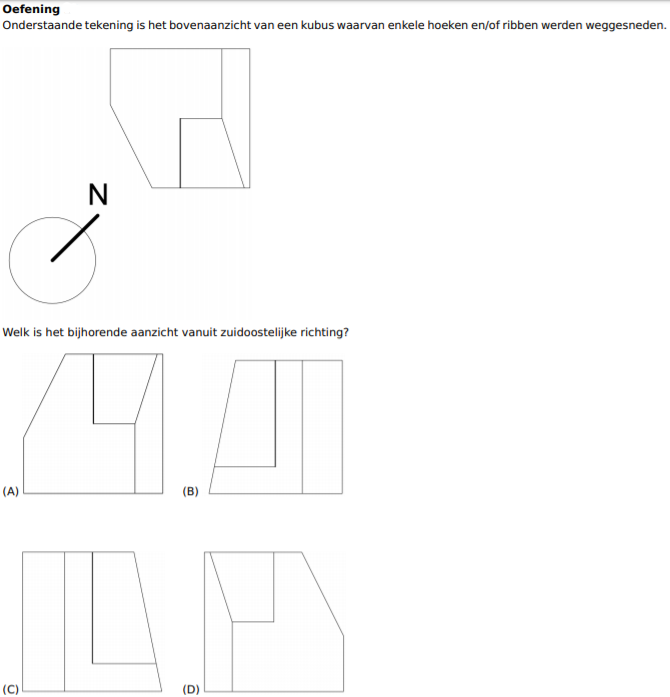 Oefening
Onderstaande tekening is het bovenaanzicht van een kubus waarvan enkele hoeken en/of ribben werden weggesneden.
N
Welk is het bijhorende aanzicht vanuit zuidoostelijke richting?
(A) (B)
(C) (D)